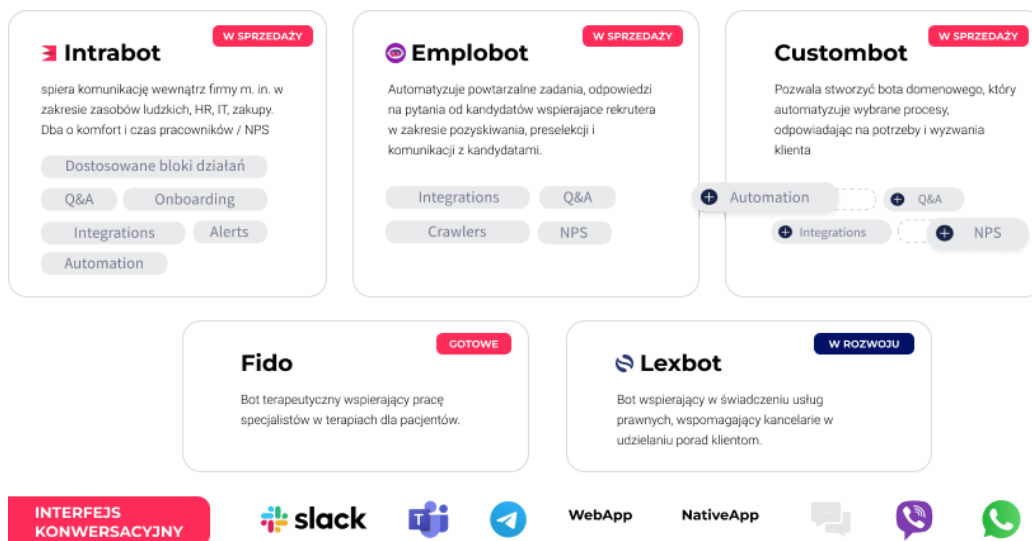 W SPRZEDAŻY
Intrabot
spiera komunikację wewnątrz firmy m. in. w
zakresie zasobów ludzkich, HR, IT, zakupy.
Dba o komfort i czas pracowników / NPS
Dostosowane bloki działań
Q&A Onboarding
Integrations Alerts
Automation
W SPRZEDAŻY
Emplobot
Automatyzuje powtarzalne zadania, odpowiedzi
na pytania od kandydatów wspierajace rekrutera
w zakresie pozyskiwania, preselekcji i
komunikacji z kandydatami.
Integrations Q&A
Crawlers NPS
W SPRZEDAŻY
Custombot
Pozwala stworzyć bota domenowego, który
automatyzuje wybrane procesy,
odpowiadając na potrzeby i wyzwania
klienta
Automation Q&A
Integrations NPS
GOTOWE
Fido
Bot terapeutyczny wspierający pracę
specjalistów w terapiach dla pacjentów.
W ROZWOJU
Lexbot
Bot wspierający w świadczeniu usług
prawnych, wspomagający kancelarie w
udzielaniu porad klientom.
INTERFEJS
KONWERSACYJNY
slack T WebApp NativeApp